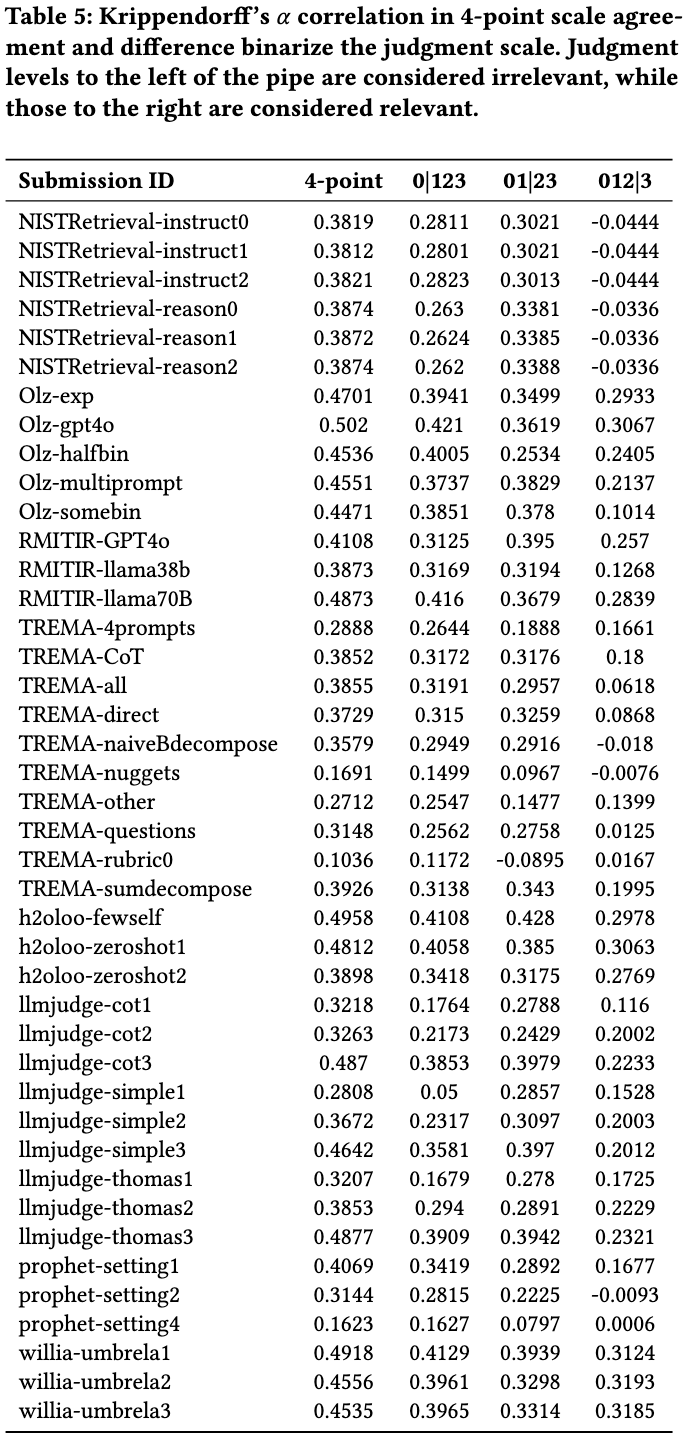 Table 5: Krippendorff's α correlation in 4-point scale agree-
ment and difference binarize the judgment scale. Judgment
levels to the left of the pipe are considered irrelevant, while
those to the right are considered relevant.
Submission ID 4-point 0|123 01|23 012|3
NISTRetrieval-instruct0 0.3819 0.2811 0.3021 -0.0444
NISTRetrieval-instruct1 0.3812 0.2801 0.3021 -0.0444
NISTRetrieval-instruct2 0.3821 0.2823 0.3013 -0.0444
NISTRetrieval-reason0 0.3874 0.263 0.3381 -0.0336
NISTRetrieval-reason1 0.3872 0.2624 0.3385 -0.0336
NISTRetrieval-reason2 0.3874 0.262 0.3388 -0.0336
Olz-exp 0.4701 0.3941 0.3499 0.2933
Olz-gpt4o 0.502 0.421 0.3619 0.3067
Olz-halfbin 0.4536 0.4005 0.2534 0.2405
Olz-multiprompt 0.4551 0.3737 0.3829 0.2137
Olz-somebin 0.4471 0.3851 0.378 0.1014
RMITIR-GPT4o 0.4108 0.3125 0.395 0.257
RMITIR-llama38b 0.3873 0.3169 0.3194 0.1268
RMITIR-llama70B 0.4873 0.416 0.3679 0.2839
TREMA-4prompts 0.2888 0.2644 0.1888 0.1661
TREMA-CoT 0.3852 0.3172 0.3176 0.18
TREMA-all 0.3855 0.3191 0.2957 0.0618
TREMA-direct 0.3729 0.315 0.3259 0.0868
TREMA-naiveBdecompose 0.3579 0.2949 0.2916 -0.018
TREMA-nuggets 0.1691 0.1499 0.0967 -0.0076
TREMA-other 0.2712 0.2547 0.1477 0.1399
TREMA-questions 0.3148 0.2562 0.2758 0.0125
TREMA-rubric0 0.1036 0.1172 -0.0895 0.0167
TREMA-sumdecompose 0.3926 0.3138 0.343 0.1995
h2oloo-fewself 0.4958 0.4108 0.428 0.2978
h2oloo-zeroshot1 0.4812 0.4058 0.385 0.3063
h2oloo-zeroshot2 0.3898 0.3418 0.3175 0.2769
llmjudge-cot1 0.3218 0.1764 0.2788 0.116
llmjudge-cot2 0.3263 0.2173 0.2429 0.2002
llmjudge-cot3 0.487 0.3853 0.3979 0.2233
llmjudge-simple1 0.2808 0.05 0.2857 0.1528
llmjudge-simple2 0.3672 0.2317 0.3097 0.2003
llmjudge-simple3 0.4642 0.3581 0.397 0.2012
llmjudge-thomas1 0.3207 0.1679 0.278 0.1725
llmjudge-thomas2 0.3853 0.294 0.2891 0.2229
llmjudge-thomas3 0.4877 0.3909 0.3942 0.2321
prophet-setting1 0.4069 0.3419 0.2892 0.1677
prophet-setting2 0.3144 0.2815 0.2225 -0.0093
prophet-setting4 0.1623 0.1627 0.0797 0.0006
willia-umbrela1 0.4918 0.4129 0.3939 0.3124
willia-umbrela2 0.4556 0.3961 0.3298 0.3193
willia-umbrela3 0.4535 0.3965 0.3314 0.3185